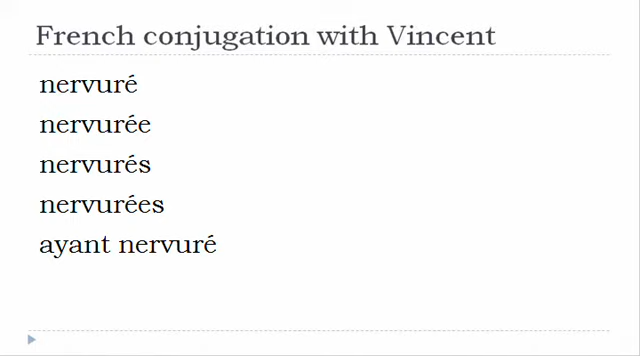 French conjugation with Vincent
nervuré
nervurée
nervurés
nervurées
ayant nervuré